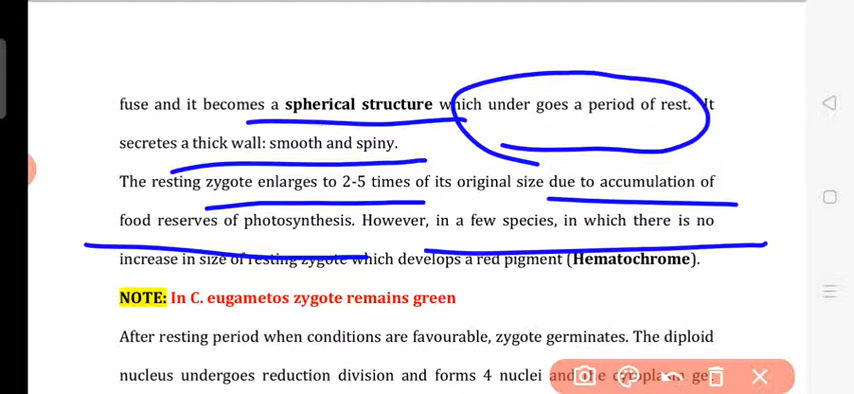 fuse and it becomes a spherical structure which under goes a period of rest. It
secretes a thick wall: smooth and spiny.
The resting zygote enlarges to 2-5 times of its original size due to accumulation of
food reserves of photosynthesis. However, in a few species, in which there is no
increase in size of resting zygote which develops a red pigment (Hematochrome).
NOTE: In C. eugametos zygote remains green
After resting period when conditions are favourable, zygote germinates. The diploid
nucleus undergoes reduction division and forms 4 nuclei and the cytoplasm ge